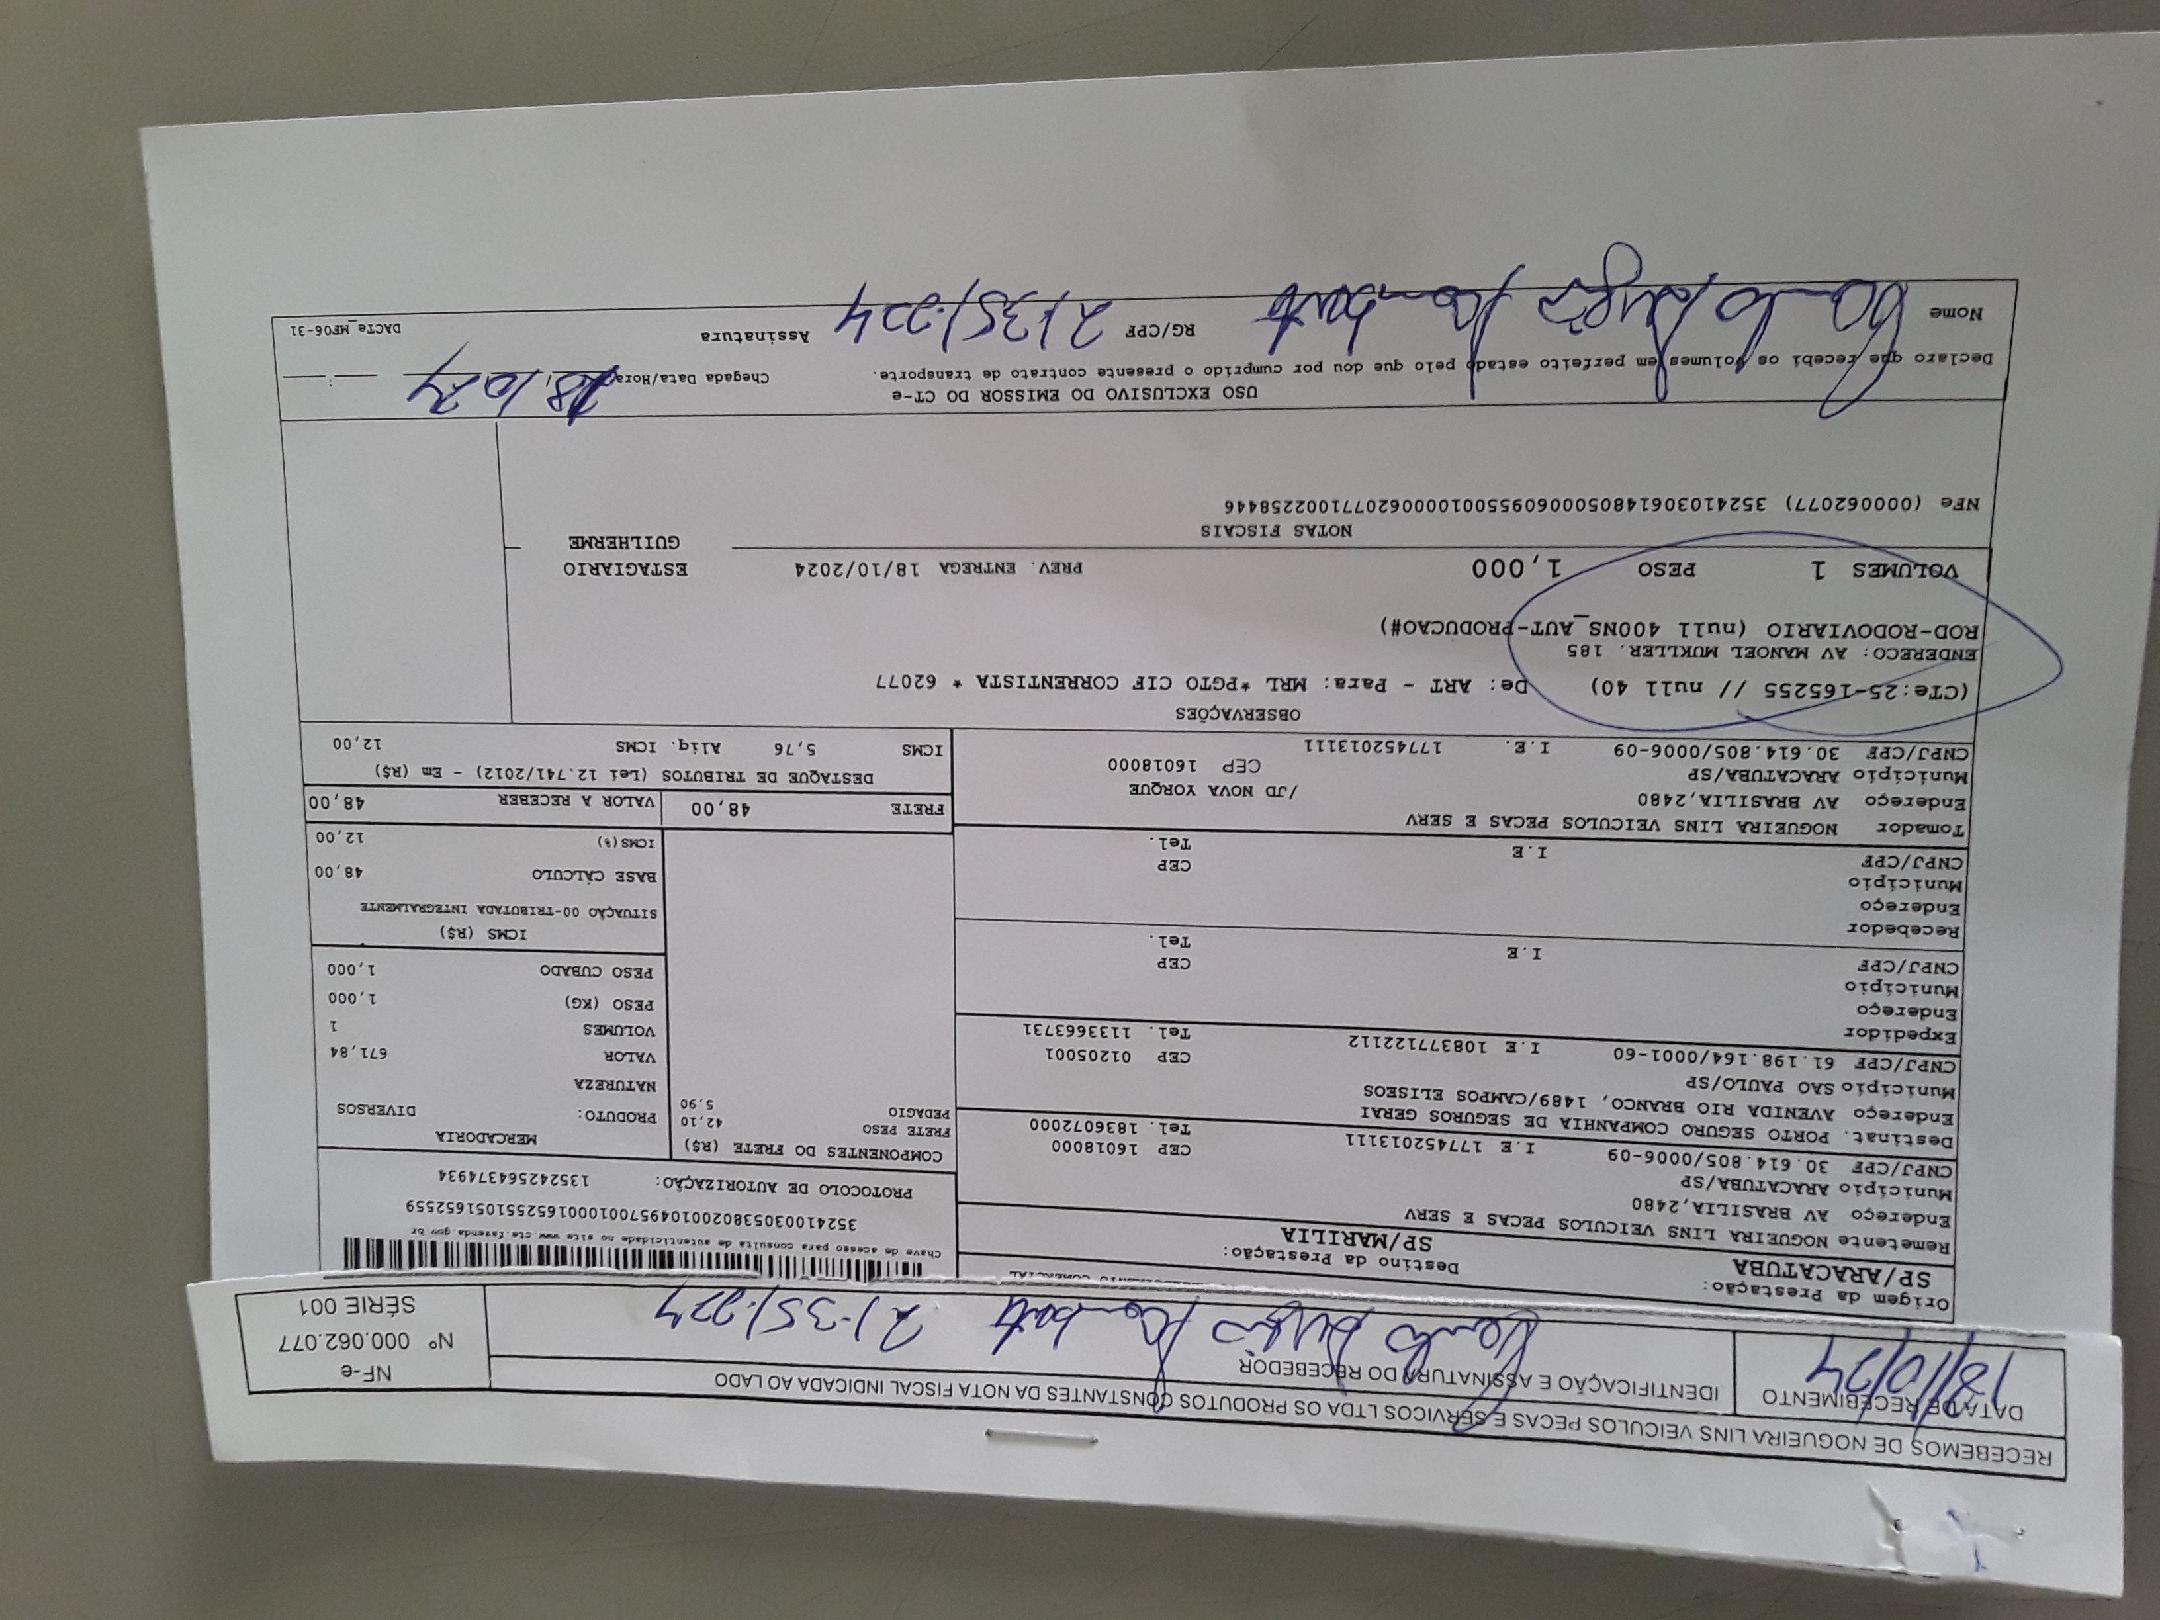 RECEBEMOS DE NOGUEIRA LINS VEICULOS PECAS E SERVICOS LTDA OS PRODUTOS CONSTANTES DA NOTA FISCAL INDICADA AO LADO
DATA DE RECEBIMENTO
18/10/24
IDENTIFICAÇÃO E ASSINATURA DO RECEBEDOR
NF-e
Nº 000.062.077
SÉRIE 001
Origem da Prestação:
SP/ARACATUBA
Destino da Prestação:
SP/MARILIA
Remetente NOGUEIRA LINS VEICULOS PECAS E SERV
Endereço AV BRASILIA,2480
Município ARACATUBA/SP CEP 16018000
CNPJ/CPF 30.614.805/0006-09 I.E 177452013111 Tel. 1836072000
Destinat. PORTO SEGURO COMPANHIA DE SEGUROS GERAI
Endereço AVENIDA RIO BRANCO, 1489/CAMPOS ELISEOS
Município SAO PAULO/SP CEP 01205001
CNPJ/CPF 61.198.164/0001-60 I.E 108377122112 Tel. 1133663731
Expedidor
Endereço
Município CEP
CNPJ/CPF I.E Tel.
Recebedor
Endereço
Município CEP
CNPJ/CPF I.E Tel.
Tomador NOGUEIRA LINS VEICULOS PECAS E SERV
Endereço AV BRASILIA,2480 /JD NOVA YORQUE
Município ARACATUBA/SP CEP 16018000
CNPJ/CPF 30.614.805/0006-09 I.E. 177452013111
Chave de acesso para consulta de autenticidade no site www.cte.fazenda.gov.br
35241003053802001049570010001652551051652559
PROTOCOLO DE AUTORIZAÇÃO: 135242564374934
COMPONENTES DO FRETE (R$)
FRETE PESO 42,10
PEDAGIO 5,90
MERCADORIA
PRODUTO: DIVERSOS
NATUREZA
VALOR 671,84
VOLUMES 1
PESO (KG) 1,000
PESO CUBADO 1,000
ICMS (R$)
SITUAÇÃO 00-TRIBUTADA INTEGRALMENTE
BASE CÁLCULO 48,00
ICMS(%) 12,00
FRETE 48,00 VALOR A RECEBER 48,00
DESTAQUE DE TRIBUTOS (Lei 12.741/2012) - Em (R$)
ICMS 5,76 Aliq. ICMS 12,00
OBSERVAÇÕES
(CTe:25-165255 // null 40) De: ART - Para: MRL *PGTO CIF CORRENTISTA * 62077
ENDERECO: AV MANOEL MUKLLER. 185
ROD-RODOVIARIO (null 400NS_AUT-PRODUCAO#)
VOLUMES 1 PESO 1,000 PREV. ENTREGA 18/10/2024
ESTAGIARIO
GUILHERME
NOTAS FISCAIS
NFe (000062077) 35241030614805000609550010000620771002258446
USO EXCLUSIVO DO EMISSOR DO CT-e
Declaro que recebi os volumes em perfeito estado pelo que dou por cumprido o presente contrato de transporte.
Chegada Data/Hora
Nome RG/CPF Assinatura
DACTe_MF06-31